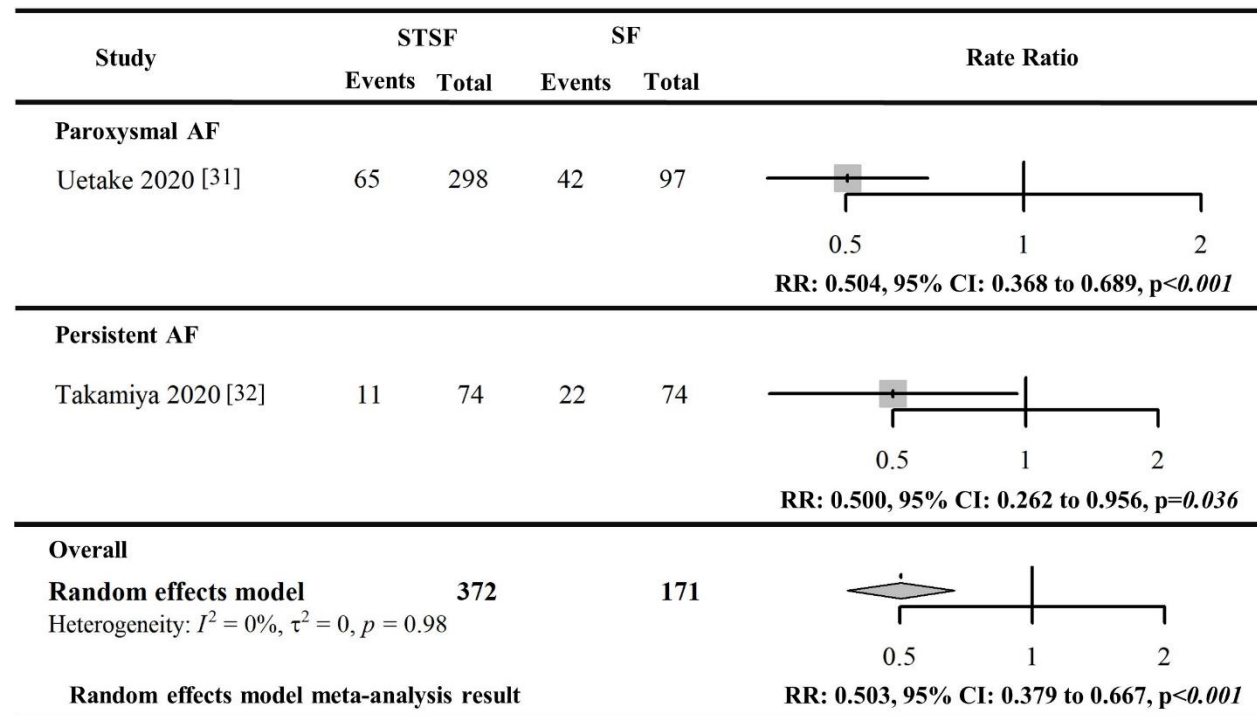 Study STSF SF Rate Ratio
Events Total Events Total
Paroxysmal AF
Uetake 2020 [31] 65 298 42 97
0.5 1 2
RR: 0.504, 95% CI: 0.368 to 0.689, p<0.001
Persistent AF
Takamiya 2020 [32] 11 74 22 74
0.5 1 2
RR: 0.500, 95% CI: 0.262 to 0.956, p=0.036
Overall
Random effects model 372 171
Heterogeneity: I² = 0%, τ² = 0, p = 0.98
0.5 1 2
Random effects model meta-analysis result RR: 0.503, 95% CI: 0.379 to 0.667, p<0.001